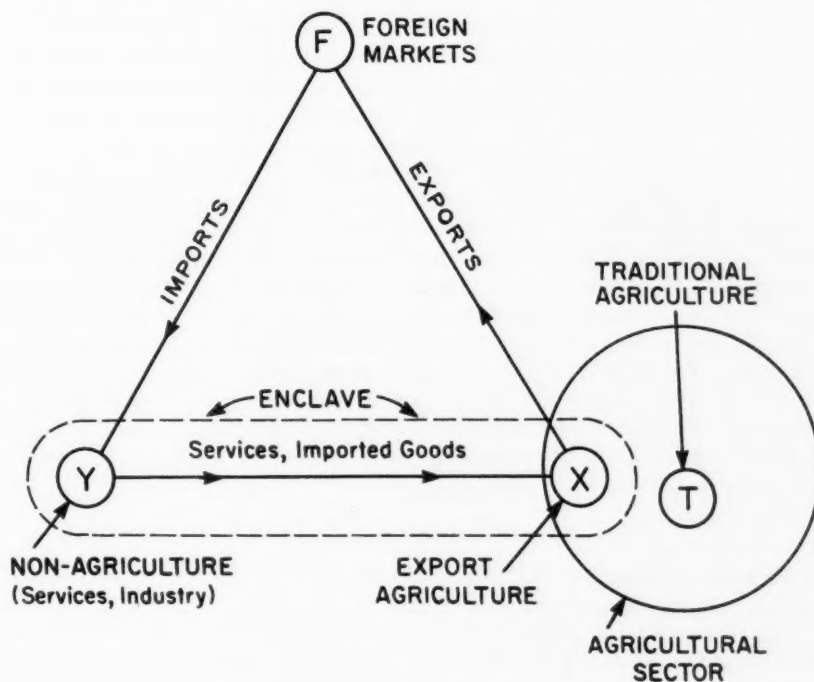 F
FOREIGN
MARKETS
IMPORTS
EXPORTS
TRADITIONAL
AGRICULTURE
ENCLAVE
Services, Imported Goods
Y
X
T
NON-AGRICULTURE
(Services, Industry)
EXPORT
AGRICULTURE
AGRICULTURAL
SECTOR